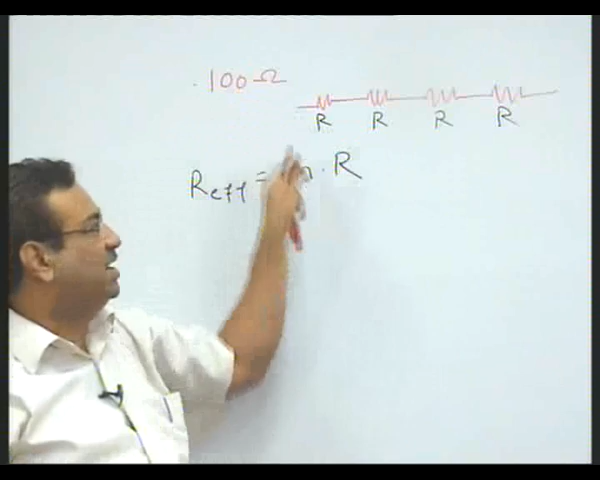 .100 Ω
R R R R
Reff = n . R